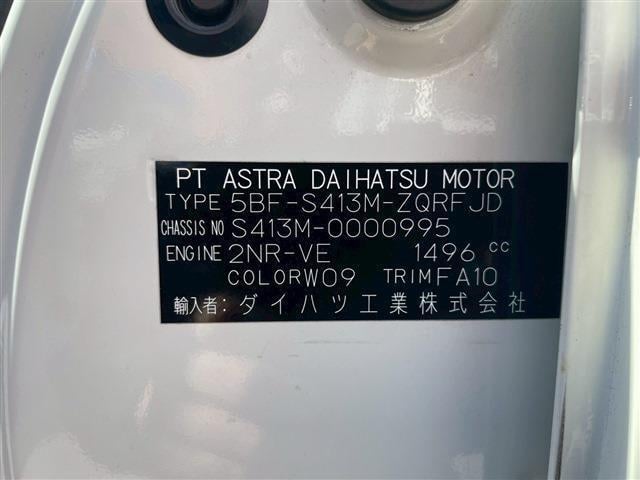 PT ASTRA DAIHATSU MOTOR
TYPE 5BF-S413M-ZQRFJD
CHASSIS NO S413M-0000995
ENGINE 2NR-VE 1496 cc
COLOR W09 TRIM FA10
輸入者: ダイハツ工業株式会社